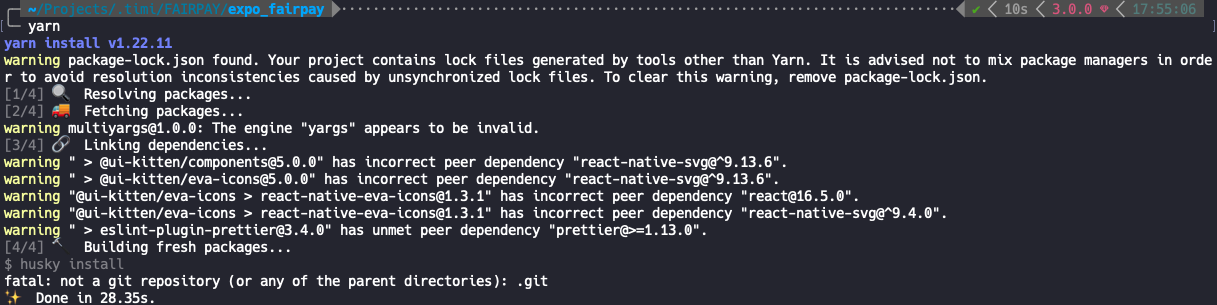 ~/Projects/.ttml/FAIRPAY/expo_fairpay ✔ 10s 3.0.0 17:55:06
yarn
yarn install v1.22.11
warning package-lock.json found. Your project contains lock files generated by tools other than Yarn. It is advised not to mix package managers in orde
r to avoid resolution inconsistencies caused by unsynchronized lock files. To clear this warning, remove package-lock.json.
[1/4] 🔍 Resolving packages...
[2/4] 🚚 Fetching packages...
warning multiyargs@1.0.0: The engine "yargs" appears to be invalid.
[3/4] 🔗 Linking dependencies...
warning " > @ui-kitten/components@5.0.0" has incorrect peer dependency "react-native-svg@^9.13.6".
warning " > @ui-kitten/eva-icons@5.0.0" has incorrect peer dependency "react-native-svg@^9.13.6".
warning "@ui-kitten/eva-icons > react-native-eva-icons@1.3.1" has incorrect peer dependency "react@16.5.0".
warning "@ui-kitten/eva-icons > react-native-eva-icons@1.3.1" has incorrect peer dependency "react-native-svg@^9.4.0".
warning " > eslint-plugin-prettier@3.4.0" has unmet peer dependency "prettier@>=1.13.0".
[4/4] 🔨 Building fresh packages...
$ husky install
fatal: not a git repository (or any of the parent directories): .git
✨ Done in 28.35s.